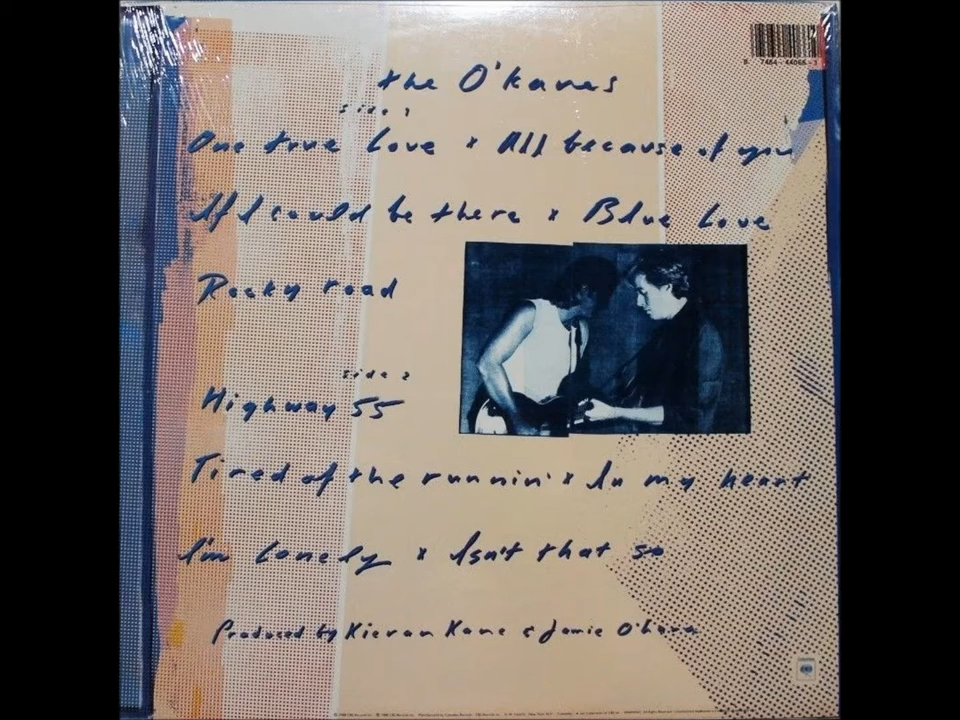 the O'kanes
side 1
One true Love x All because of you
If I could be there x Blue Love
Rocky road
side 2
Highway 55
Tired of the runnin' x In my heart
I'm Lonely x Isn't that so
Produced by Kieran Kane & Jamie O'hara